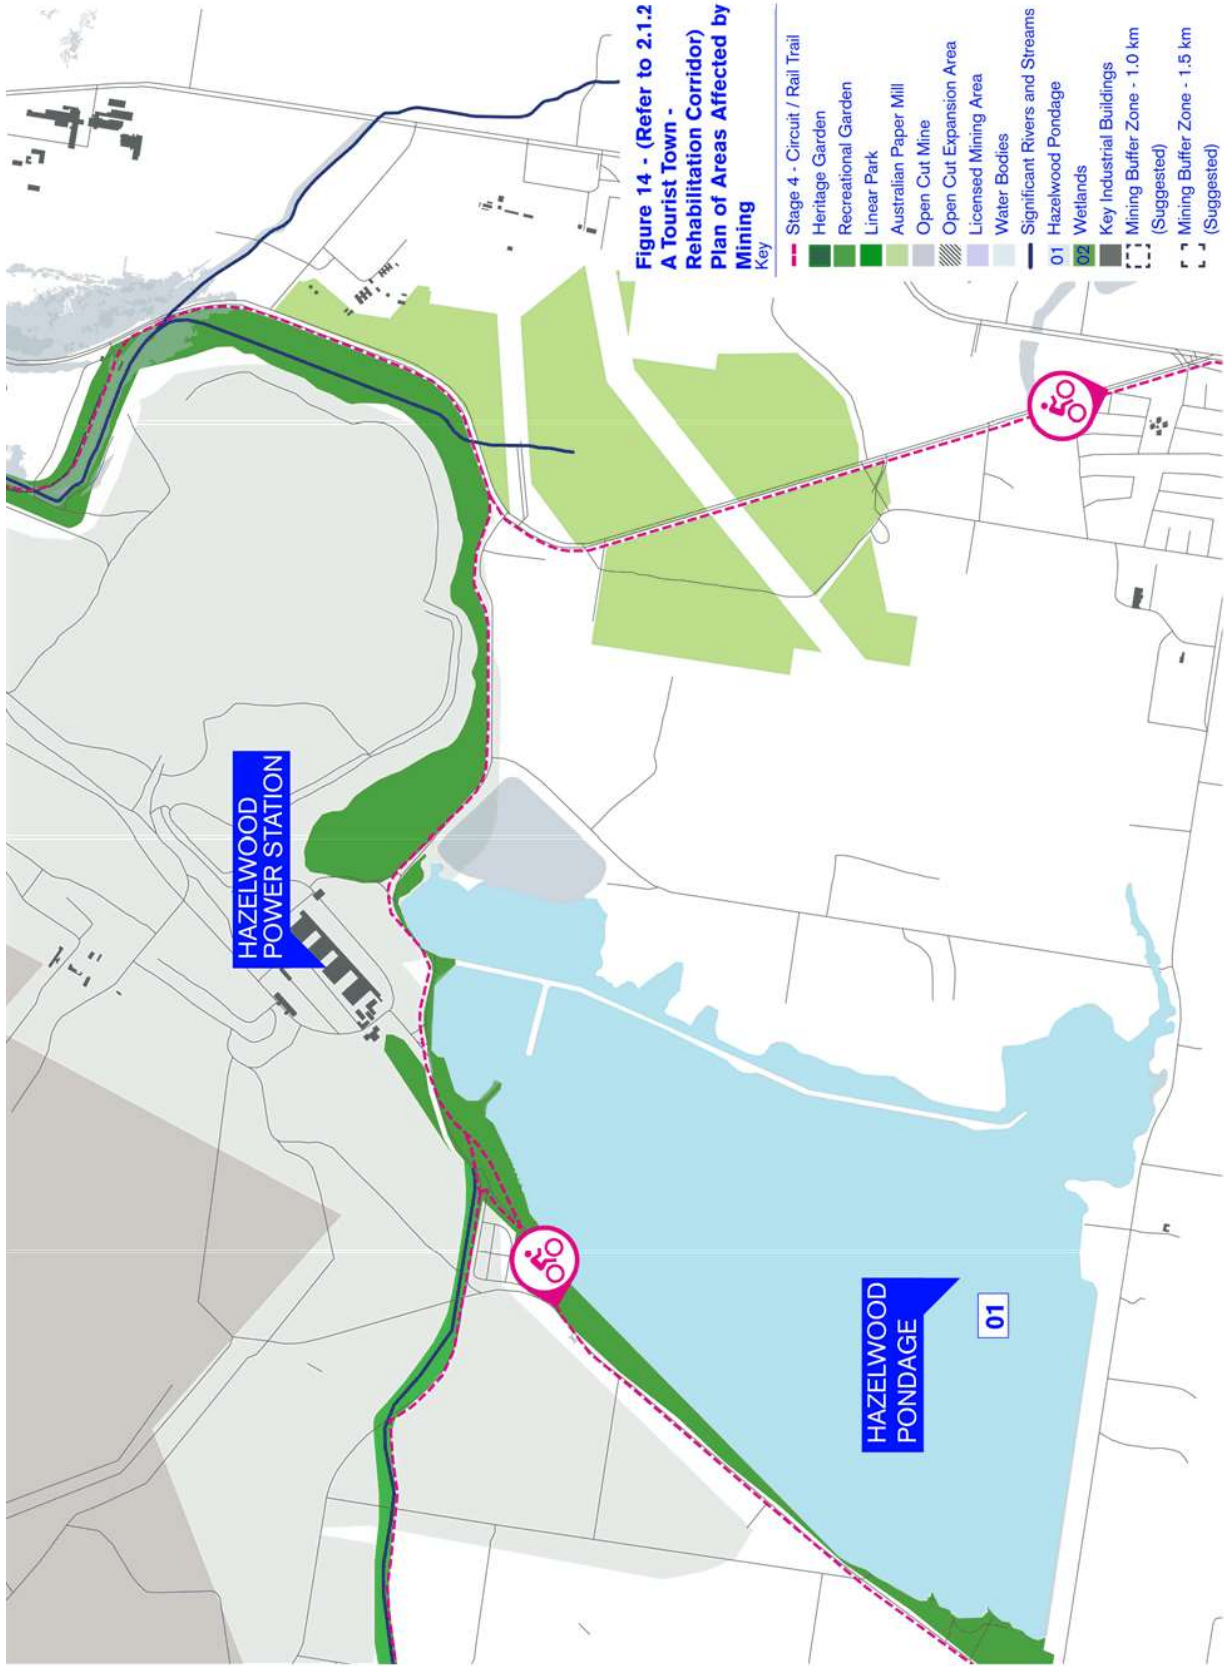 Figure 14 - (Refer to 2.1.2
A Tourist Town -
Rehabilitation Corridor)
Plan of Areas Affected by
Mining
Key
Stage 4 - Circuit / Rail Trail
Heritage Garden
Recreational Garden
Linear Park
Australian Paper Mill
Open Cut Mine
Open Cut Expansion Area
Licensed Mining Area
Water Bodies
Significant Rivers and Streams
01 Hazelwood Pondage
02 Wetlands
Key Industrial Buildings
Mining Buffer Zone - 1.0 km
(Suggested)
Mining Buffer Zone - 1.5 km
(Suggested)
HAZELWOOD
POWER STATION
HAZELWOOD
PONDAGE
01